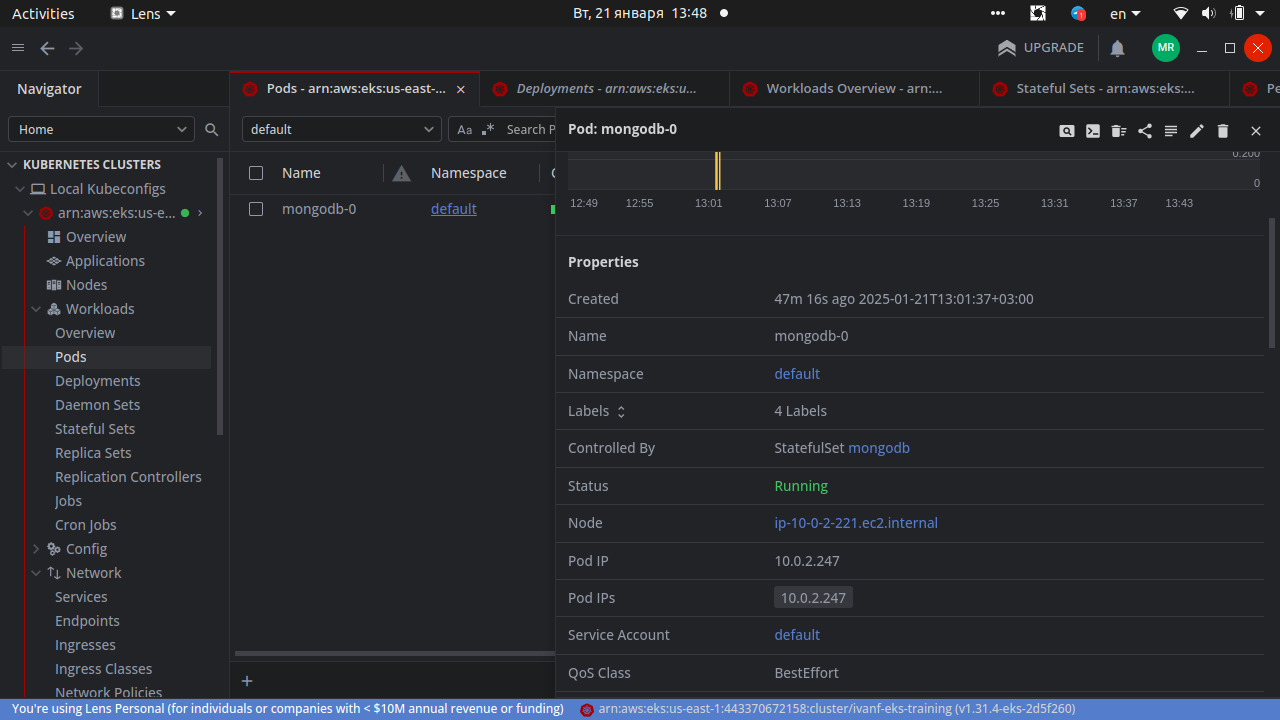 Activities Lens Вт, 21 января 13:48 en
UPGRADE MR
Navigator Pods - arn:aws:eks:us-east-... Deployments - arn:aws:eks:u... Workloads Overview - arn:... Stateful Sets - arn:aws:eks:... Pe
Home default Aa .* Search P
Pod: mongodb-0
KUBERNETES CLUSTERS
Local Kubeconfigs
arn:aws:eks:us-e...
Overview
Applications
Nodes
Workloads
Overview
Pods
Deployments
Daemon Sets
Stateful Sets
Replica Sets
Replication Controllers
Jobs
Cron Jobs
Config
Network
Services
Endpoints
Ingresses
Ingress Classes
Network Policies
Name Namespace C
mongodb-0 default
0.200
0
12:49 12:55 13:01 13:07 13:13 13:19 13:25 13:31 13:37 13:43
Properties
Created 47m 16s ago 2025-01-21T13:01:37+03:00
Name mongodb-0
Namespace default
Labels 4 Labels
Controlled By StatefulSet mongodb
Status Running
Node ip-10-0-2-221.ec2.internal
Pod IP 10.0.2.247
Pod IPs 10.0.2.247
Service Account default
QoS Class BestEffort
You're using Lens Personal (for individuals or companies with < $10M annual revenue or funding) arn:aws:eks:us-east-1:443370672158:cluster/ivanf-eks-training (v1.31.4-eks-2d5f260)